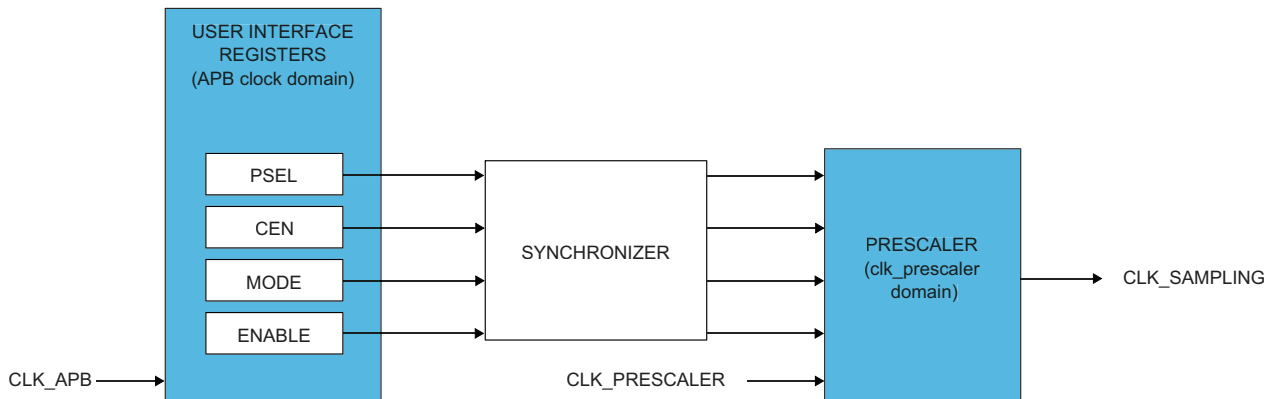 USER INTERFACE
REGISTERS
(APB clock domain)
PSEL
CEN
MODE
ENABLE
CLK_APB
SYNCHRONIZER
CLK_PRESCALER
PRESCALER
(clk_prescaler
domain)
CLK_SAMPLING